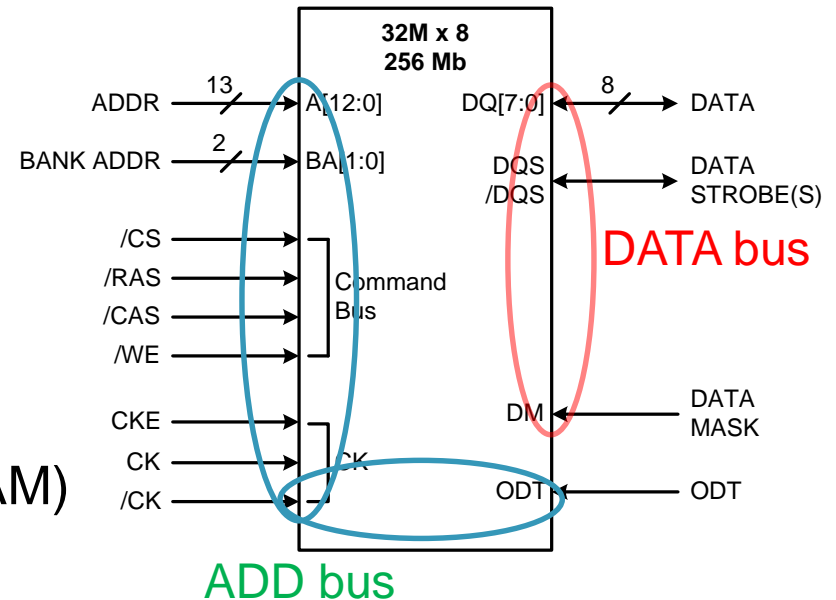 32M x 8
256 Mb
ADDR
13
A[12:0]
DQ[7:0]
8
DATA
BANK ADDR
2
BA[1:0]
DQS
/DQS
DATA
STROBE(S)
DATA bus
/CS
/RAS
/CAS
/WE
Command
Bus
CKE
CK
/CK
CK
DM
DATA
MASK
AM)
ODT
ODT
ADD bus